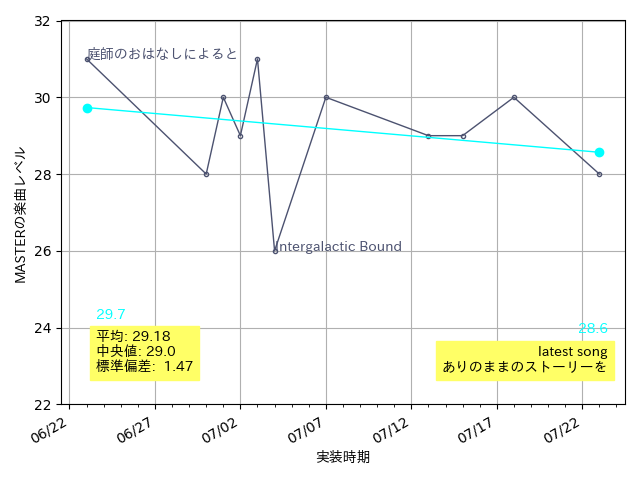 32
30
28
26
24
22
MASTERの楽曲レベル
庭師のおはなしによると
Intergalactic Bound
29.7
28.6
平均: 29.18
中央値: 29.0
標準偏差: 1.47
latest song
ありのままのストーリーを
06/22
06/27
07/02
07/07
07/12
07/17
07/22
実装時期